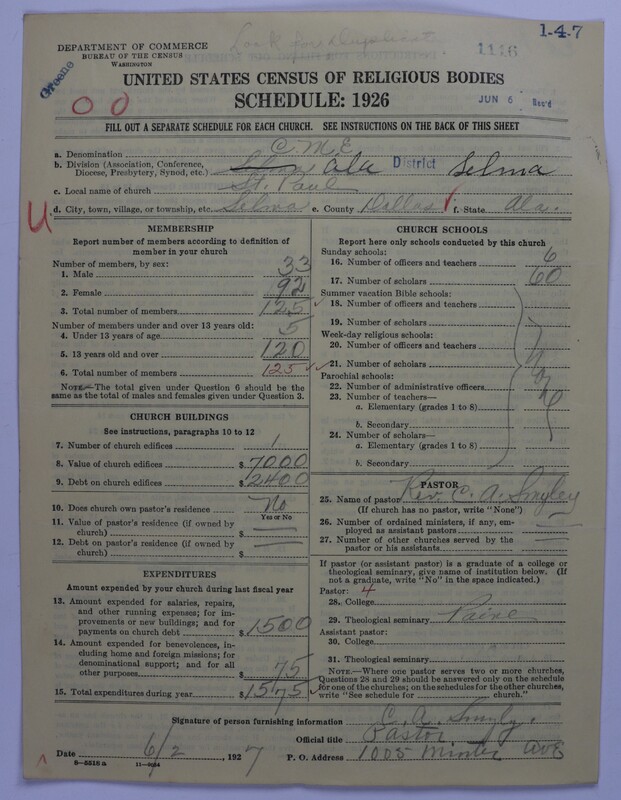 1-4-7
DEPARTMENT OF COMMERCE
BUREAU OF THE CENSUS
WASHINGTON
Greene
Look for duplicate
1116
UNITED STATES CENSUS OF RELIGIOUS BODIES
SCHEDULE: 1926
JUN 6 Rec'd
FILL OUT A SEPARATE SCHEDULE FOR EACH CHURCH. SEE INSTRUCTIONS ON THE BACK OF THIS SHEET
a. Denomination C.M.E
b. Division (Association, Conference, Diocese, Presbytery, Synod, etc.) Selma Ala District Selma
c. Local name of church St. Paul
d. City, town, village, or township, etc. Selma e. County Dallas f. State Ala.
U
MEMBERSHIP
Report number of members according to definition of
member in your church
Number of members, by sex:
1. Male 33
2. Female 92
3. Total number of members 125
Number of members under and over 13 years old:
4. Under 13 years of age 5
5. 13 years old and over 120
6. Total number of members 125
NOTE.—The total given under Question 6 should be
same as the total of males and females given under Question 3.
CHURCH BUILDINGS
See instructions, paragraphs 10 to 12
7. Number of church edifices 1
8. Value of church edifices $ 7000
9. Debt on church edifices $ 2400
10. Does church own pastor's residence No
Yes or No
11. Value of pastor's residence (if owned by
church) $
12. Debt on pastor's residence (if owned by
church) $
EXPENDITURES
Amount expended by your church during last fiscal year
13. Amount expended for salaries, repairs,
and other running expenses; for im-
provements or new buildings; and for
payments on church debt $ 1500
14. Amount expended for benevolences, in-
cluding home and foreign missions; for
denominational support; and for all
other purposes 75
15. Total expenditures during year $ 1575
CHURCH SCHOOLS
Report here only schools conducted by this church
Sunday schools:
16. Number of officers and teachers 6
17. Number of scholars 60
Summer vacation Bible schools:
18. Number of officers and teachers
19. Number of scholars
Week-day religious schools:
20. Number of officers and teachers
21. Number of scholars
Parochial schools:
22. Number of administrative officers
23. Number of teachers—
a. Elementary (grades 1 to 8)
b. Secondary
24. Number of scholars—
a. Elementary (grades 1 to 8)
b. Secondary
PASTOR
25. Name of pastor Rev. C. A. Smyley
(If church has no pastor, write "None")
26. Number of ordained ministers, if any, em-
ployed as assistant pastors
27. Number of other churches served by the
pastor or his assistants
If pastor (or assistant pastor) is a graduate of a college or
theological seminary, give name of institution below. (If
not a graduate, write "No" in the space indicated.)
Pastor: 4
28. College
29. Theological seminary Paine
Assistant pastor:
30. College
31. Theological seminary
NOTE.—Where one pastor serves two or more churches,
Questions 28 and 29 should be answered only on the schedule
for one of the churches; on the schedules for the other churches,
write "See schedule for church."
Signature of person furnishing information C. A. Smyly.
Official title Pastor
Date 6/2, 1927 P. O. Address 1005 Minter AVE
8-5516 a